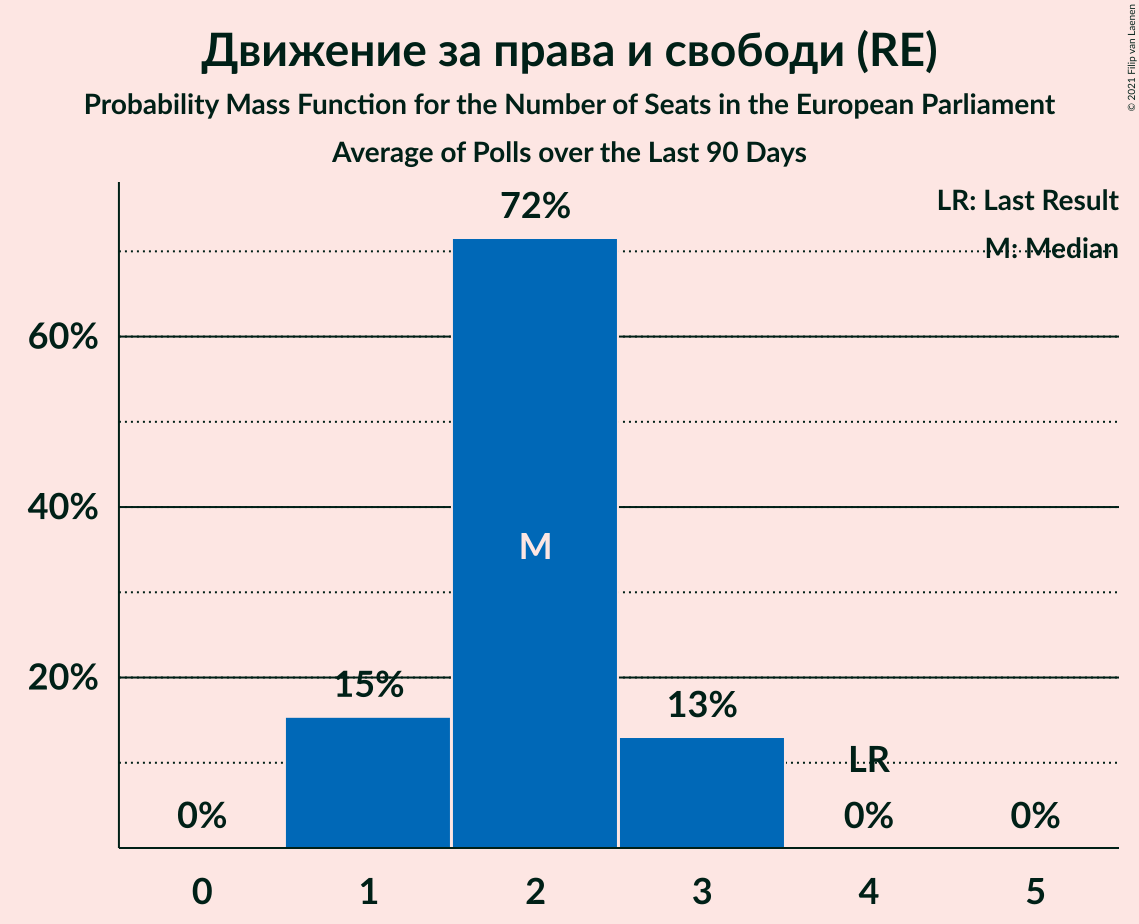 Движение за права и свободи (RE)
Probability Mass Function for the Number of Seats in the European Parliament
Average of Polls over the Last 90 Days
© 2021 Filip van Laenen
LR: Last Result
M: Median
72%
60%
40%
M
20%
15%
13%
LR
0%
0%
0%
0 1 2 3 4 5